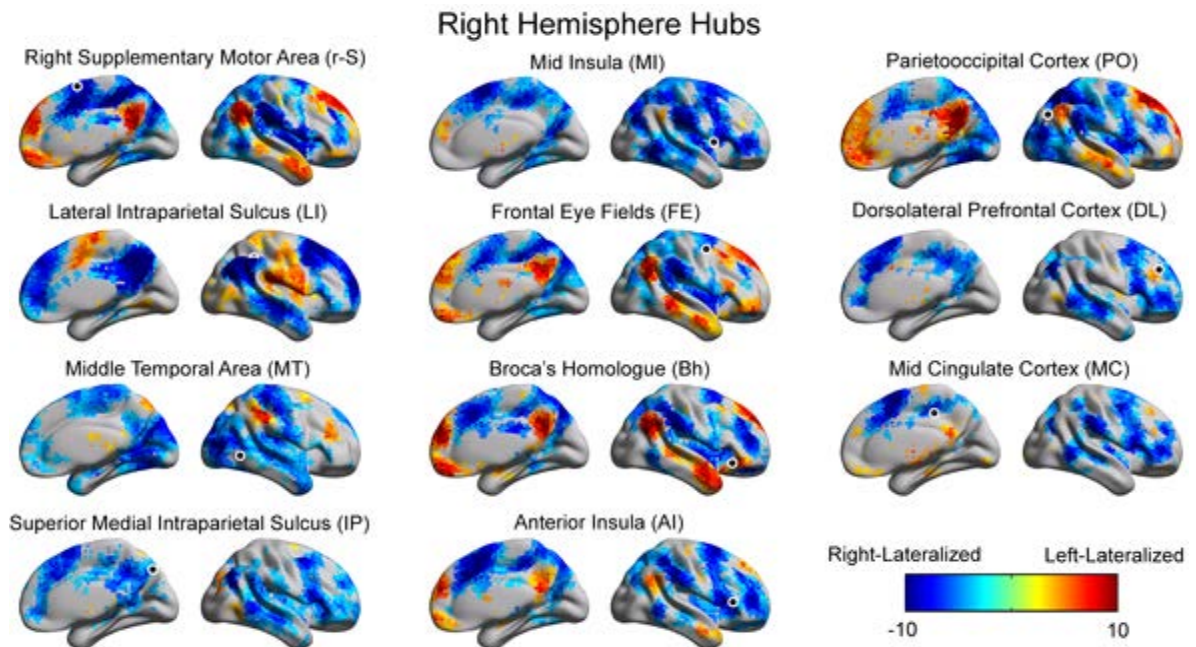 Right Hemisphere Hubs
Right Supplementary Motor Area (r-S)
Mid Insula (MI)
Parietooccipital Cortex (PO)
Lateral Intraparietal Sulcus (LI)
Frontal Eye Fields (FE)
Dorsolateral Prefrontal Cortex (DL)
Middle Temporal Area (MT)
Broca's Homologue (Bh)
Mid Cingulate Cortex (MC)
Superior Medial Intraparietal Sulcus (IP)
Anterior Insula (AI)
Right-Lateralized Left-Lateralized
-10 10